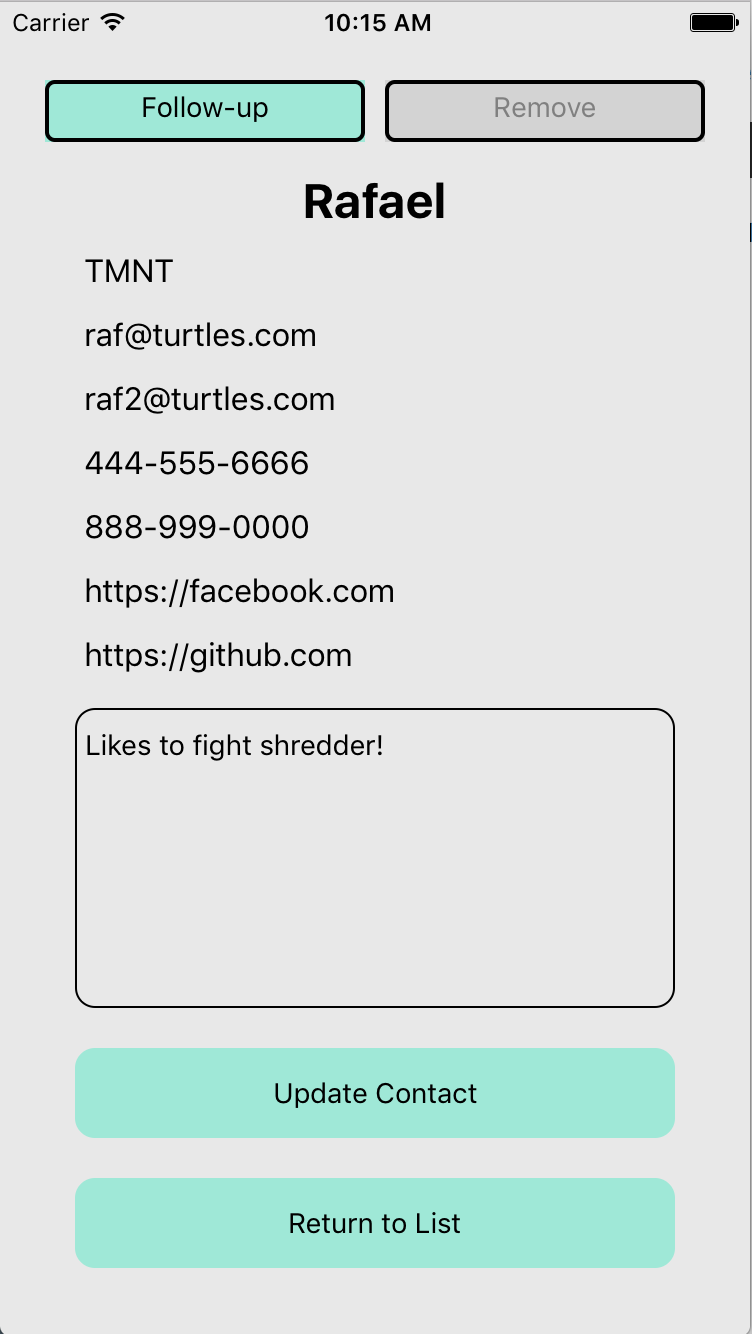 Carrier 10:15 AM
Follow-up Remove
Rafael
TMNT
raf@turtles.com
raf2@turtles.com
444-555-6666
888-999-0000
https://facebook.com
https://github.com
Likes to fight shredder!
Update Contact
Return to List